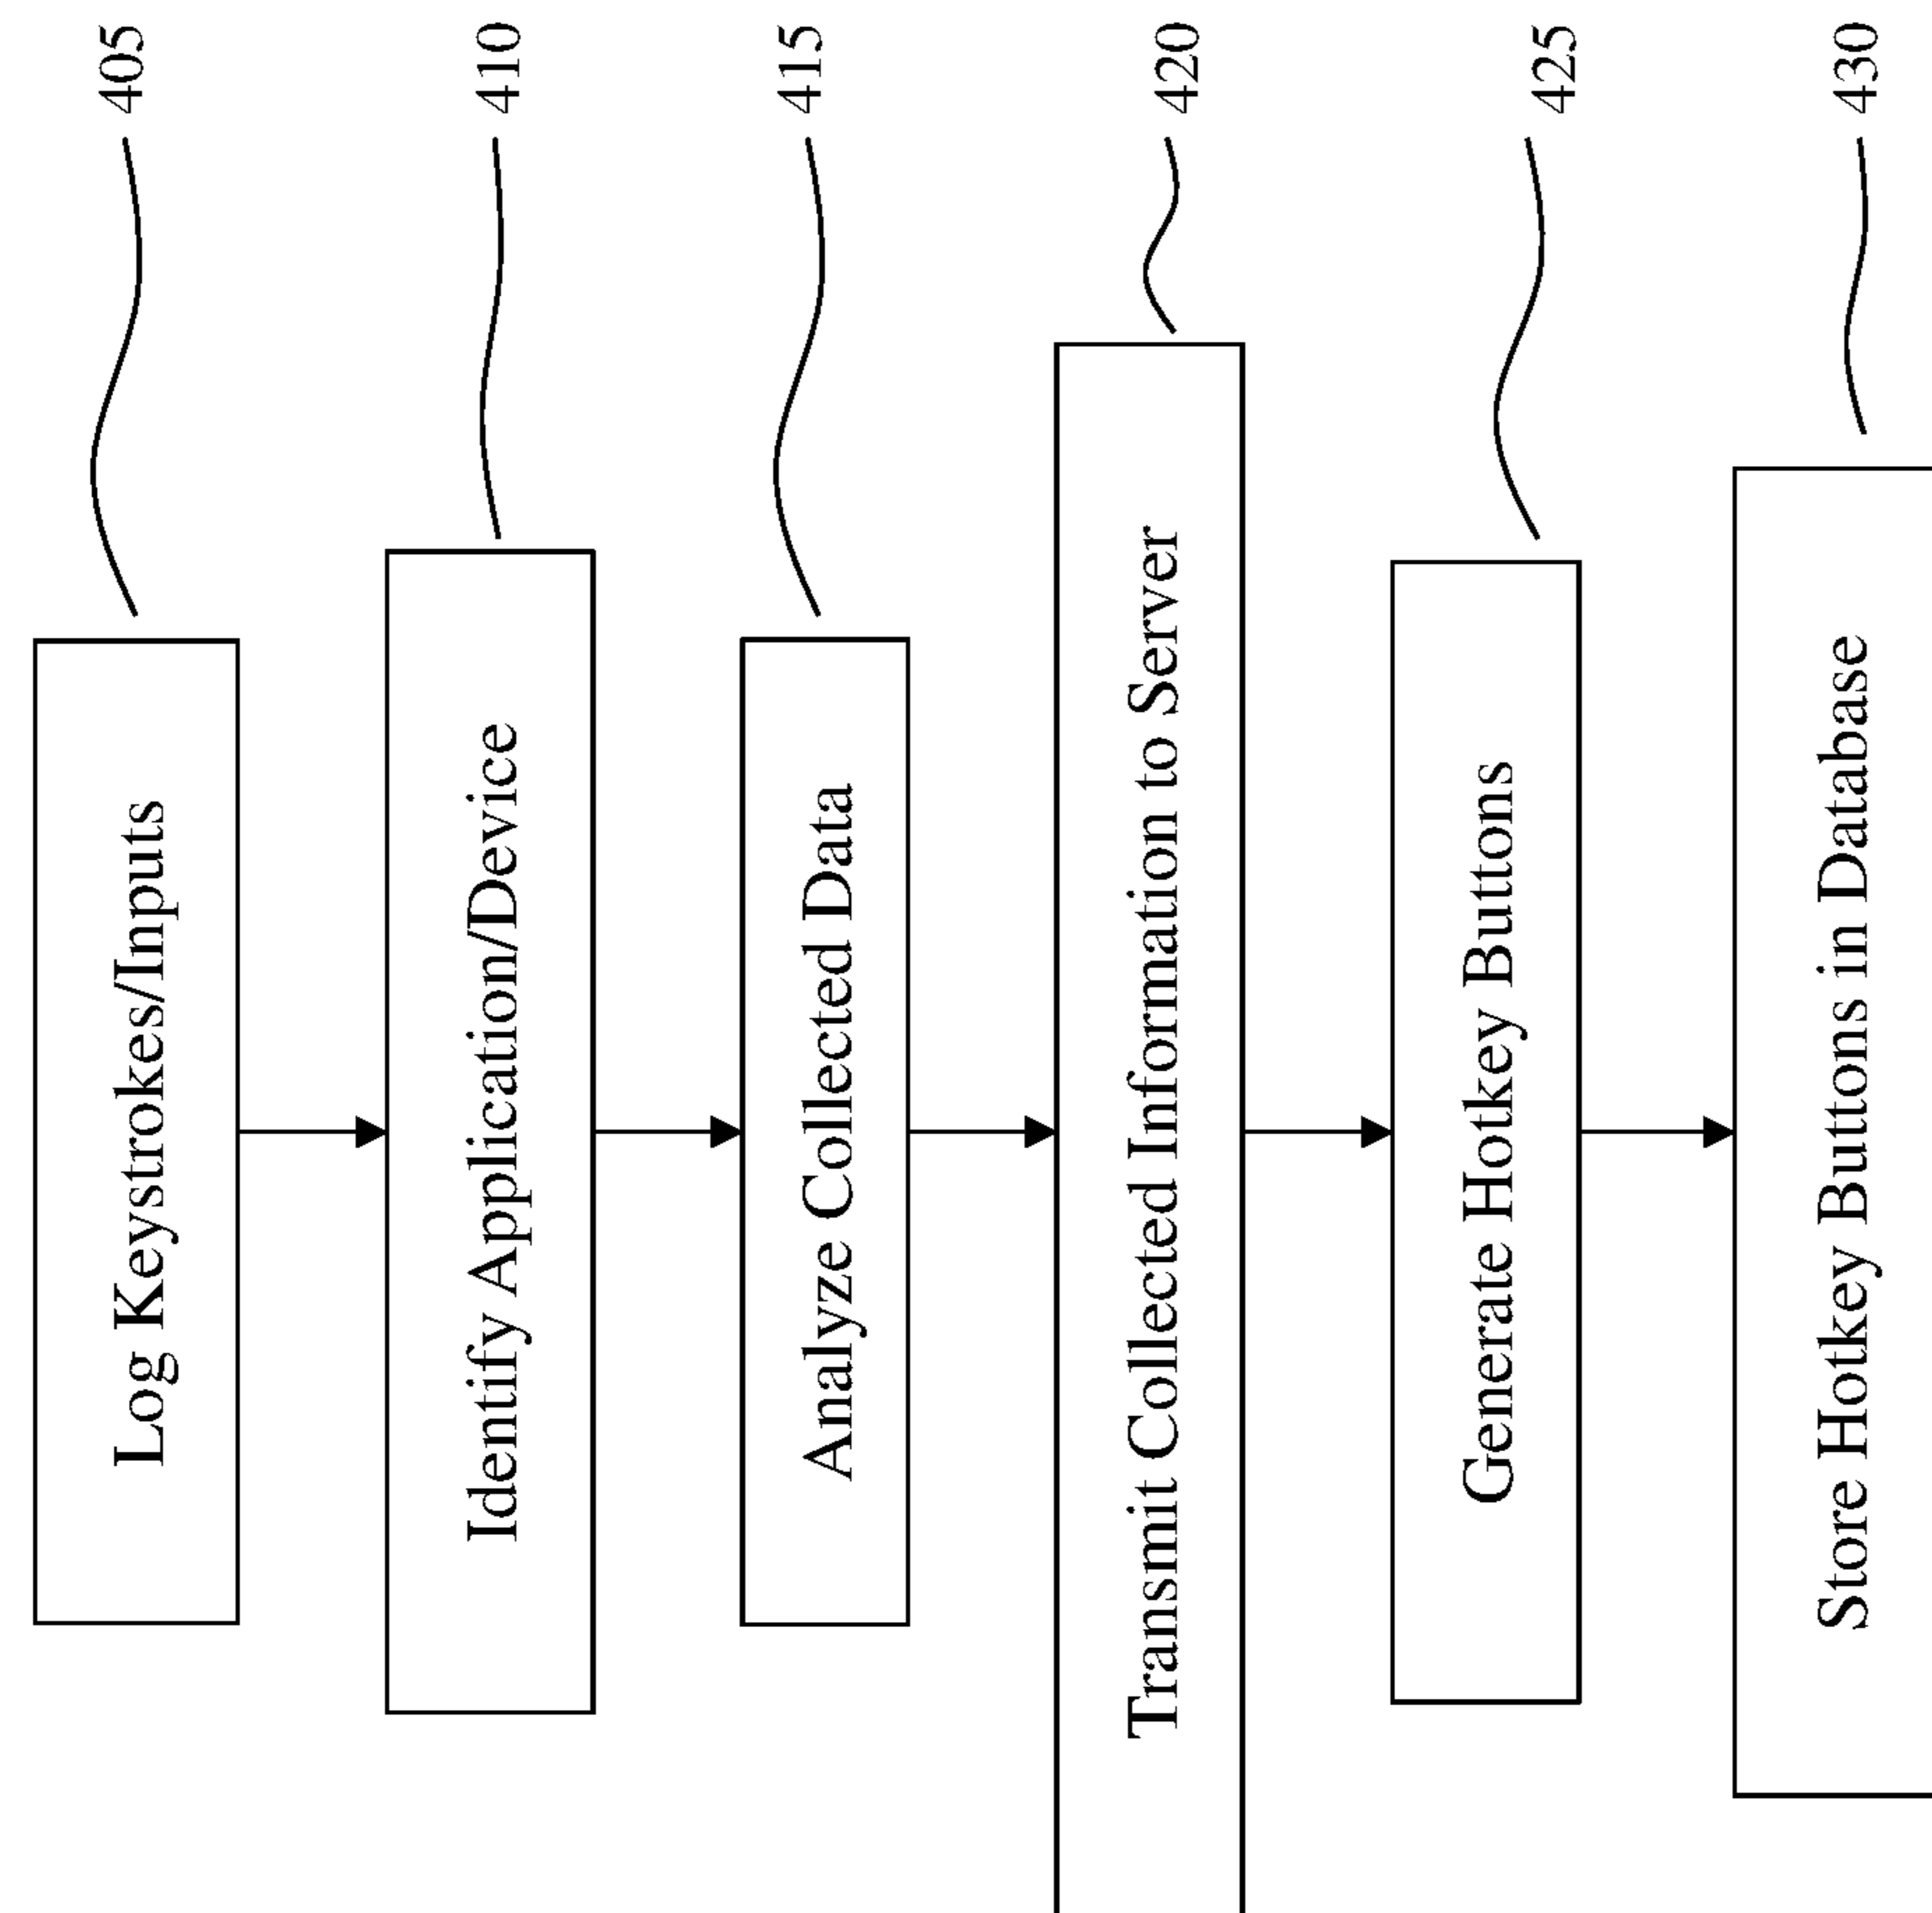 Log Keystrokes/Inputs
405
Identify Application/Device
410
Analyze Collected Data
415
Transmit Collected Information to Server
420
Generate Hotkey Buttons
425
Store Hotkey Buttons in Database
430